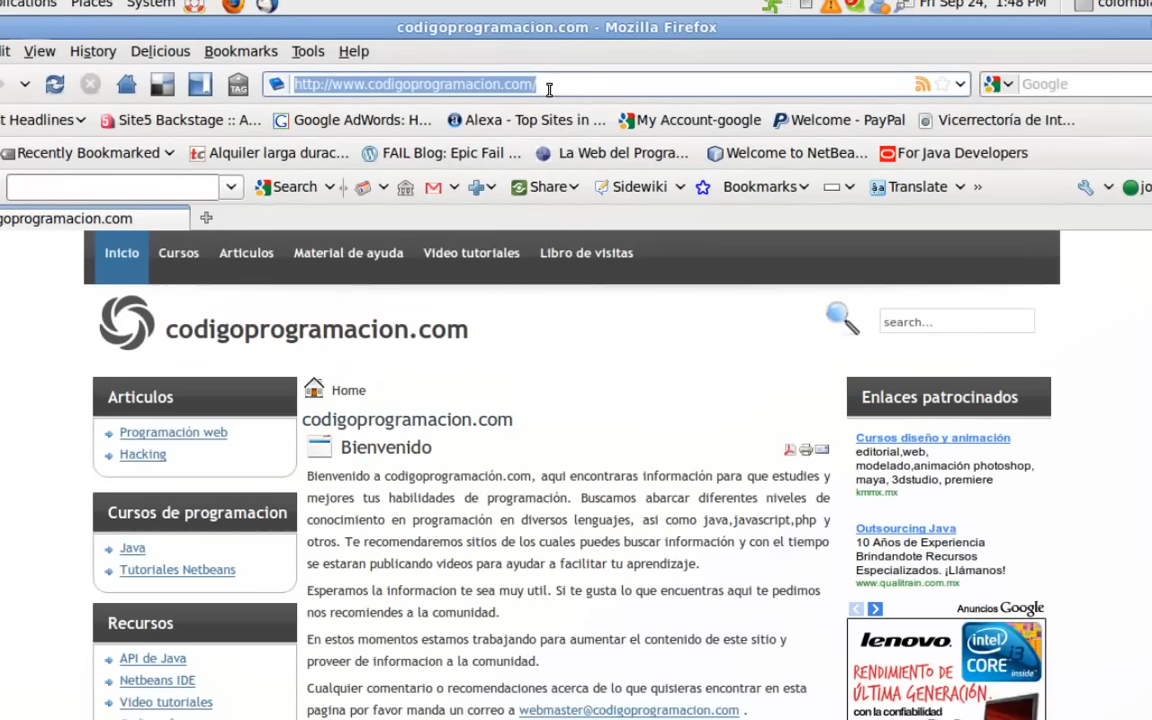 Places System Fri Sep 24, 1:48 PM
codigoprogramacion.com - Mozilla Firefox
View History Delicious Bookmarks Tools Help
TAG http://www.codigoprogramacion.com/ Google
Headlines Site5 Backstage :: A... Google AdWords: H... Alexa - Top Sites in ... My Account-google Welcome - PayPal Vicerrectoría de Int...
Recently Bookmarked tc Alquiler larga durac... FAIL Blog: Epic Fail ... La Web del Progra... Welcome to NetBea... For Java Developers
Search Share Sidewiki Bookmarks Translate »
goprogramacion.com
Inicio Cursos Articulos Material de ayuda Video tutoriales Libro de visitas
codigoprogramacion.com
search...
Articulos
Programación web
Hacking
Cursos de programacion
Java
Tutoriales Netbeans
Recursos
API de Java
Netbeans IDE
Video tutoriales
Home
codigoprogramacion.com
Bienvenido
Bienvenido a codigoprogramación.com, aqui encontraras información para que estudies y
mejores tus habilidades de programación. Buscamos abarcar diferentes niveles de
conocimiento en programación en diversos lenguajes, asi como java,javascript,php y
otros. Te recomendaremos sitios de los cuales puedes buscar información y con el tiempo
se estaran publicando videos para ayudar a facilitar tu aprendizaje.
Esperamos la informacion te sea muy util. Si te gusta lo que encuentras aqui te pedimos
nos recomiendes a la comunidad.
En estos momentos estamos trabajando para aumentar el contenido de este sitio y
proveer de informacion a la comunidad.
Cualquier comentario o recomendaciones acerca de lo que quisieras encontrar en esta
pagina por favor manda un correo a webmaster@codigoprogramacion.com .
Enlaces patrocinados
Cursos diseño y animación
editorial,web,
modelado,animación photoshop,
maya, 3dstudio, premiere
kmmx.mx
Outsourcing Java
10 Años de Experiencia
Brindandote Recursos
Especializados. ¡Llámanos!
www.qualitrain.com.mx
Anuncios Google
lenovo. intel
CORE i3
inside
RENDIMIENTO DE
ÚLTIMA GENERACIÓN
con la confiabilidad